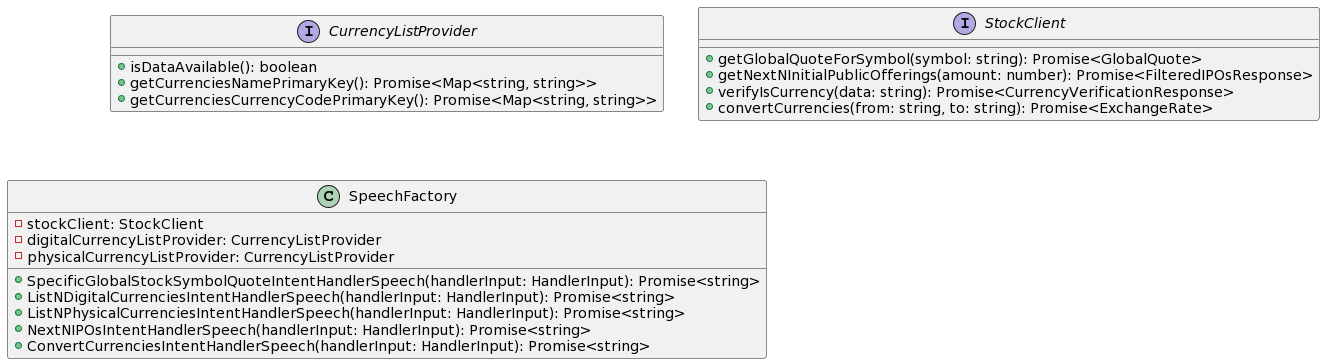 I CurrencyListProvider
isDataAvailable(): boolean
getCurrenciesNamePrimaryKey(): Promise<Map<string, string>>
getCurrenciesCurrencyCodePrimaryKey(): Promise<Map<string, string>>
I StockClient
getGlobalQuoteForSymbol(symbol: string): Promise<GlobalQuote>
getNextNInitialPublicOfferings(amount: number): Promise<FilteredIPOsResponse>
verifyIsCurrency(data: string): Promise<CurrencyVerificationResponse>
convertCurrencies(from: string, to: string): Promise<ExchangeRate>
C SpeechFactory
stockClient: StockClient
digitalCurrencyListProvider: CurrencyListProvider
physicalCurrencyListProvider: CurrencyListProvider
SpecificGlobalStockSymbolQuoteIntentHandlerSpeech(handlerInput: HandlerInput): Promise<string>
ListNDigitalCurrenciesIntentHandlerSpeech(handlerInput: HandlerInput): Promise<string>
ListNPhysicalCurrenciesIntentHandlerSpeech(handlerInput: HandlerInput): Promise<string>
NextNIPOsIntentHandlerSpeech(handlerInput: HandlerInput): Promise<string>
ConvertCurrenciesIntentHandlerSpeech(handlerInput: HandlerInput): Promise<string>